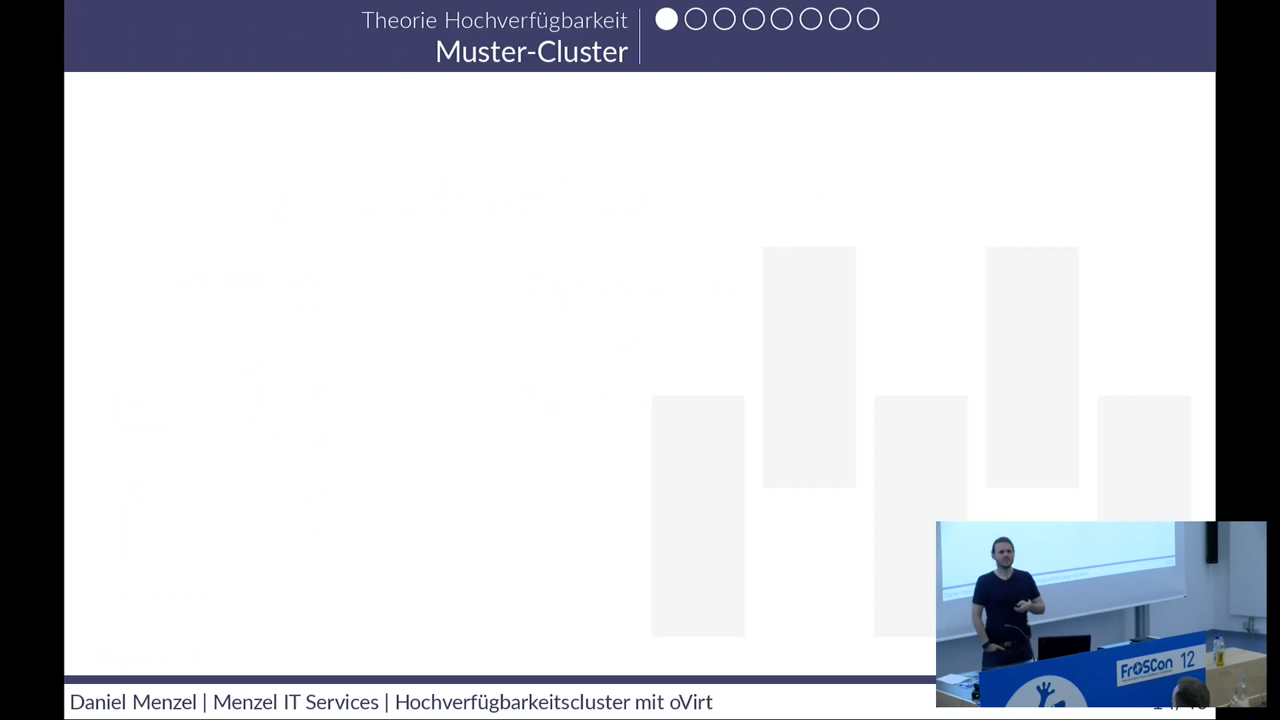 Theorie Hochverfügbarkeit
Muster-Cluster
FrOSCon 12
Daniel Menzel | Menzel IT Services | Hochverfügbarkeitscluster mit oVirt